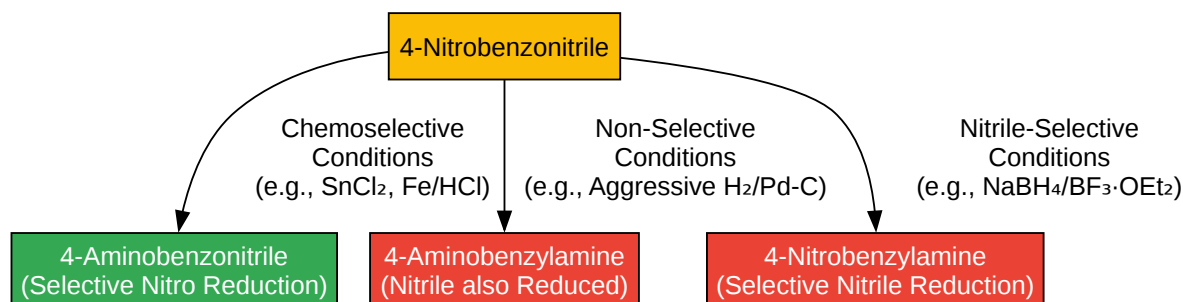 4-Nitrobenzonitrile
Chemoselective
Conditions
(e.g., SnCl₂, Fe/HCl)
Non-Selective
Conditions
(e.g., Aggressive H₂/Pd-C)
Nitrile-Selective
Conditions
(e.g., NaBH₄/BF₃·OEt₂)
4-Aminobenzonitrile
(Selective Nitro Reduction)
4-Aminobenzylamine
(Nitrile also Reduced)
4-Nitrobenzylamine
(Selective Nitrile Reduction)